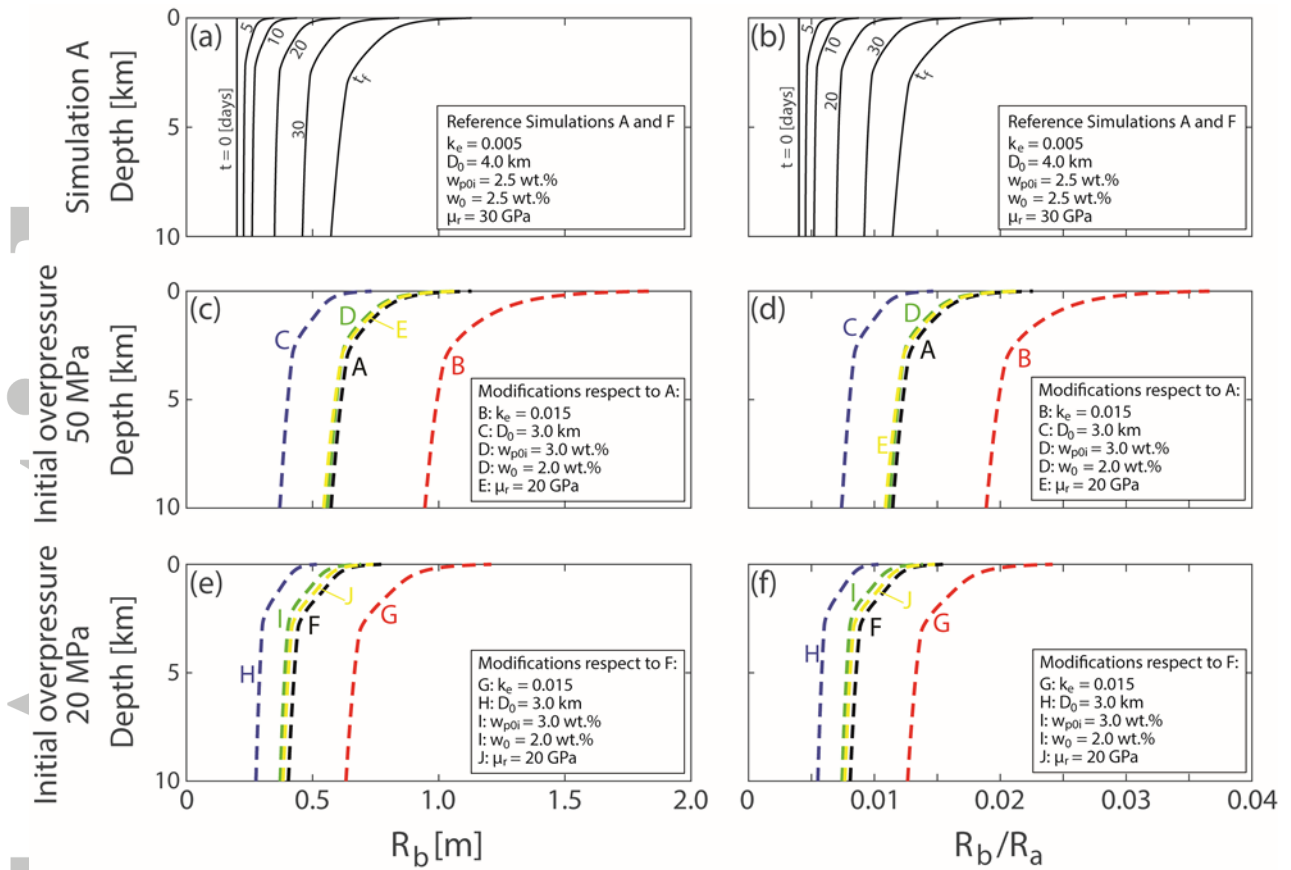 Simulation A
Depth [km]
0
5
10
(a)
t = 0 [days]
5
10
20
30
t_f
Reference Simulations A and F
k_e = 0.005
D_0 = 4.0 km
w_p0i = 2.5 wt.%
w_0 = 2.5 wt.%
μ_r = 30 GPa
(b)
t = 0 [days]
5
10
20
30
t_f
Reference Simulations A and F
k_e = 0.005
D_0 = 4.0 km
w_p0i = 2.5 wt.%
w_0 = 2.5 wt.%
μ_r = 30 GPa
Initial overpressure
50 MPa
Depth [km]
0
5
10
(c)
C
D
E
A
B
Modifications respect to A:
B: k_e = 0.015
C: D_0 = 3.0 km
D: w_p0i = 3.0 wt.%
D: w_0 = 2.0 wt.%
E: μ_r = 20 GPa
(d)
C
D
A
B
E
Modifications respect to A:
B: k_e = 0.015
C: D_0 = 3.0 km
D: w_p0i = 3.0 wt.%
D: w_0 = 2.0 wt.%
E: μ_r = 20 GPa
Initial overpressure
20 MPa
Depth [km]
0
5
10
(e)
H
I
J
F
G
Modifications respect to F:
G: k_e = 0.015
H: D_0 = 3.0 km
I: w_p0i = 3.0 wt.%
I: w_0 = 2.0 wt.%
J: μ_r = 20 GPa
0
0.5
1.0
1.5
2.0
R_b [m]
(f)
H
I
J
F
G
Modifications respect to F:
G: k_e = 0.015
H: D_0 = 3.0 km
I: w_p0i = 3.0 wt.%
I: w_0 = 2.0 wt.%
J: μ_r = 20 GPa
0
0.01
0.02
0.03
0.04
R_b/R_a